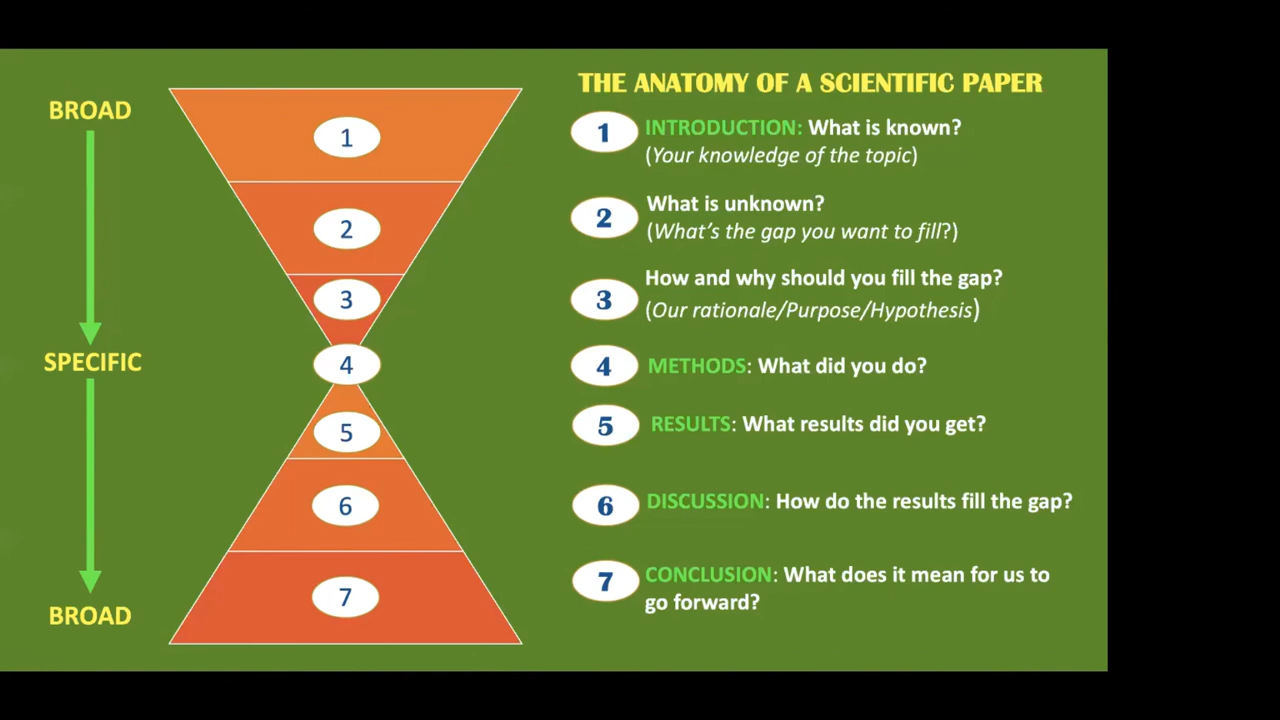 BROAD
SPECIFIC
BROAD
1
2
3
4
5
6
7
THE ANATOMY OF A SCIENTIFIC PAPER
1 INTRODUCTION: What is known?
(Your knowledge of the topic)
2 What is unknown?
(What's the gap you want to fill?)
3 How and why should you fill the gap?
(Our rationale/Purpose/Hypothesis)
4 METHODS: What did you do?
5 RESULTS: What results did you get?
6 DISCUSSION: How do the results fill the gap?
7 CONCLUSION: What does it mean for us to
go forward?